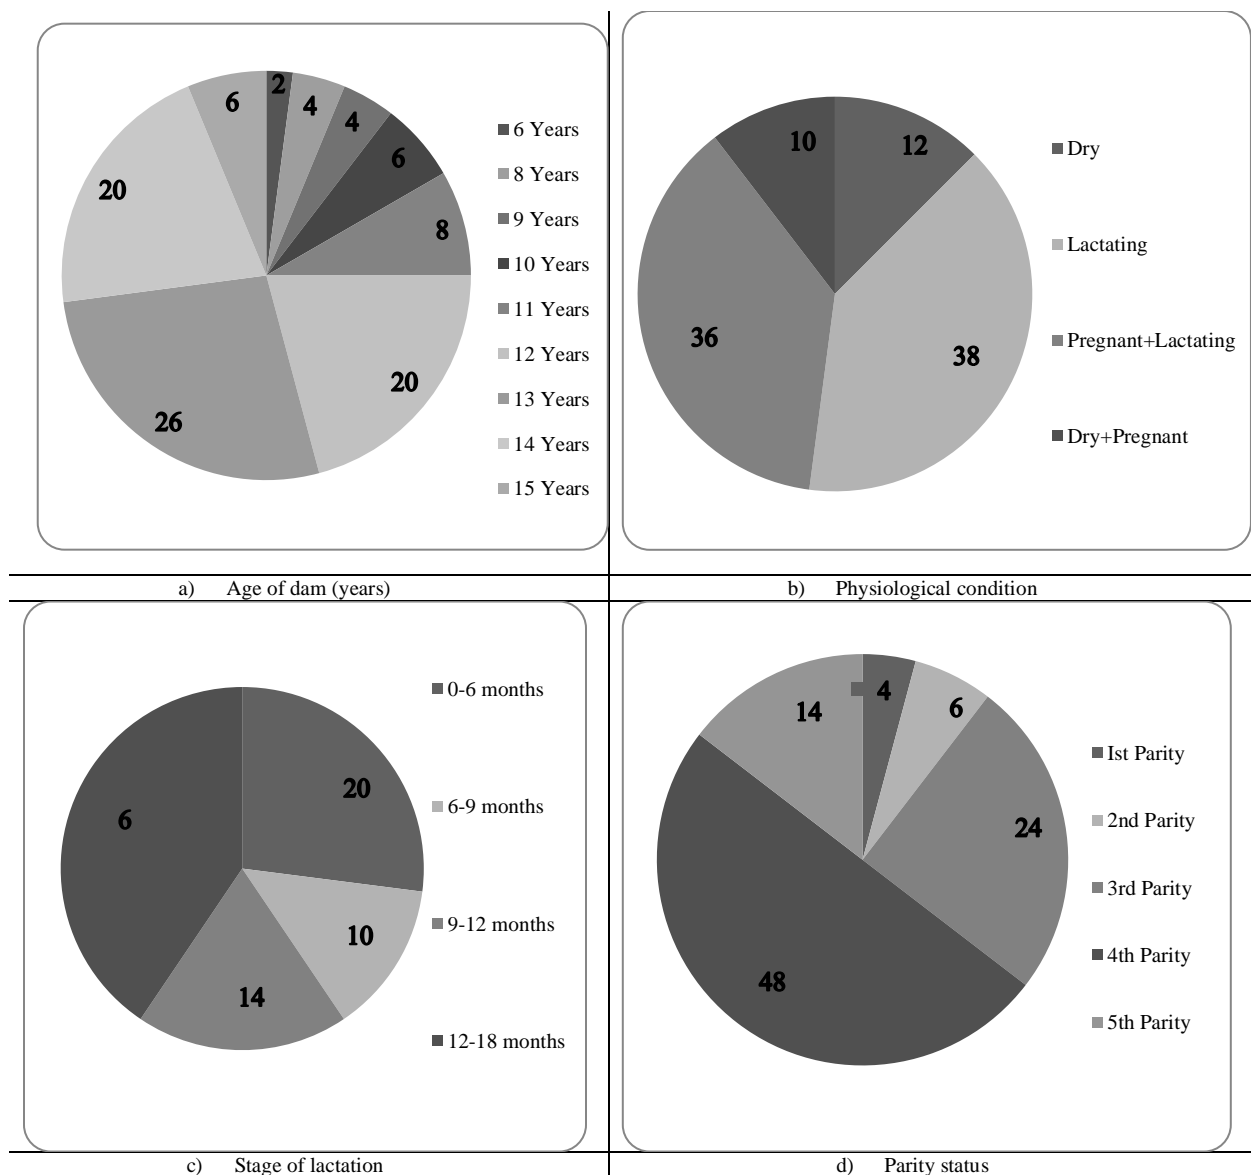 2
4
4
6
8
20
26
20
6
6 Years
8 Years
9 Years
10 Years
11 Years
12 Years
13 Years
14 Years
15 Years
a) Age of dam (years)
12
38
36
10
Dry
Lactating
Pregnant+Lactating
Dry+Pregnant
b) Physiological condition
20
10
14
6
0-6 months
6-9 months
9-12 months
12-18 months
c) Stage of lactation
4
6
24
48
14
Ist Parity
2nd Parity
3rd Parity
4th Parity
5th Parity
d) Parity status